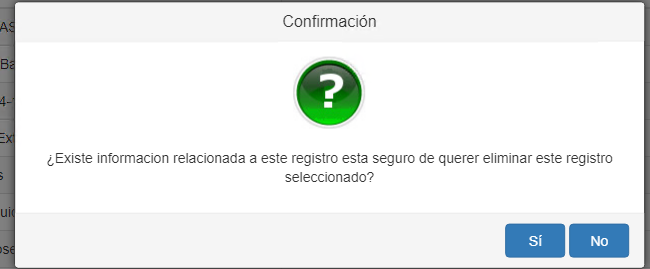 Confirmación
¿Existe informacion relacionada a este registro esta seguro de querer eliminar este registro
seleccionado?
Sí No